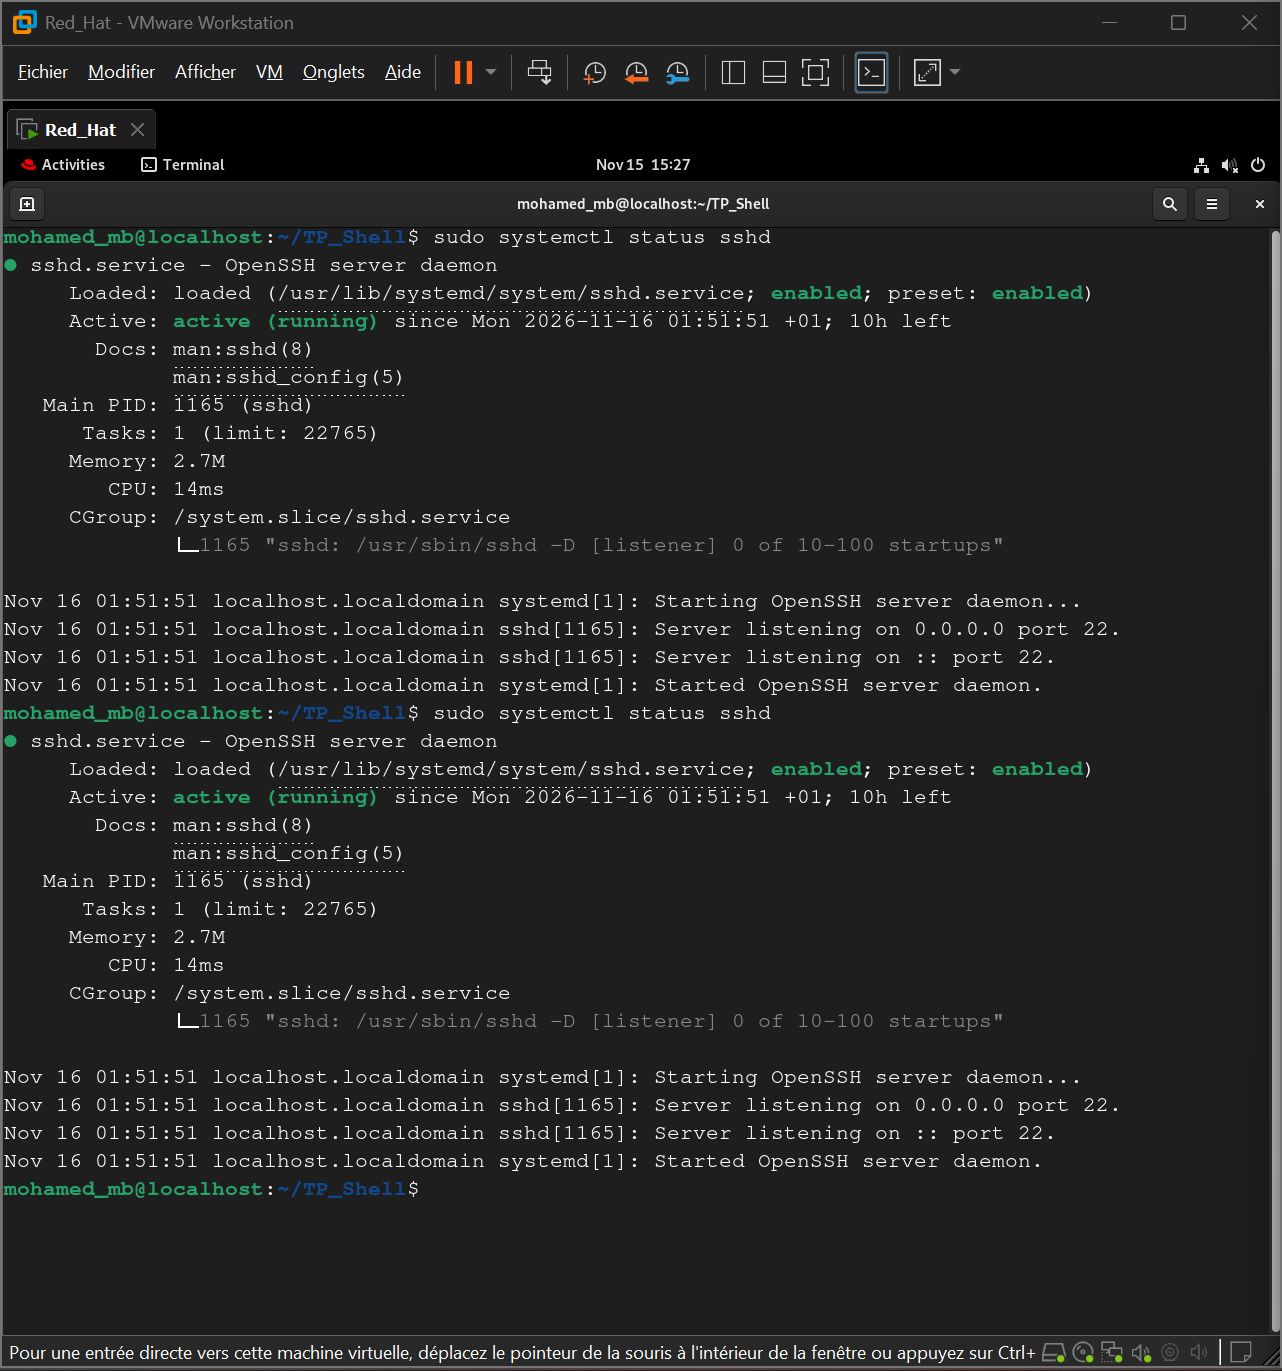 Red_Hat - VMware Workstation
Fichier Modifier Afficher VM Onglets Aide
Red_Hat
Activities Terminal Nov 15 15:27
mohamed_mb@localhost:~/TP_Shell
mohamed_mb@localhost:~/TP_Shell$ sudo systemctl status sshd
● sshd.service - OpenSSH server daemon
Loaded: loaded (/usr/lib/systemd/system/sshd.service; enabled; preset: enabled)
Active: active (running) since Mon 2026-11-16 01:51:51 +01; 10h left
Docs: man:sshd(8)
man:sshd_config(5)
Main PID: 1165 (sshd)
Tasks: 1 (limit: 22765)
Memory: 2.7M
CPU: 14ms
CGroup: /system.slice/sshd.service
└─1165 "sshd: /usr/sbin/sshd -D [listener] 0 of 10-100 startups"
Nov 16 01:51:51 localhost.localdomain systemd[1]: Starting OpenSSH server daemon...
Nov 16 01:51:51 localhost.localdomain sshd[1165]: Server listening on 0.0.0.0 port 22.
Nov 16 01:51:51 localhost.localdomain sshd[1165]: Server listening on :: port 22.
Nov 16 01:51:51 localhost.localdomain systemd[1]: Started OpenSSH server daemon.
mohamed_mb@localhost:~/TP_Shell$ sudo systemctl status sshd
● sshd.service - OpenSSH server daemon
Loaded: loaded (/usr/lib/systemd/system/sshd.service; enabled; preset: enabled)
Active: active (running) since Mon 2026-11-16 01:51:51 +01; 10h left
Docs: man:sshd(8)
man:sshd_config(5)
Main PID: 1165 (sshd)
Tasks: 1 (limit: 22765)
Memory: 2.7M
CPU: 14ms
CGroup: /system.slice/sshd.service
└─1165 "sshd: /usr/sbin/sshd -D [listener] 0 of 10-100 startups"
Nov 16 01:51:51 localhost.localdomain systemd[1]: Starting OpenSSH server daemon...
Nov 16 01:51:51 localhost.localdomain sshd[1165]: Server listening on 0.0.0.0 port 22.
Nov 16 01:51:51 localhost.localdomain sshd[1165]: Server listening on :: port 22.
Nov 16 01:51:51 localhost.localdomain systemd[1]: Started OpenSSH server daemon.
mohamed_mb@localhost:~/TP_Shell$
Pour une entrée directe vers cette machine virtuelle, déplacez le pointeur de la souris à l'intérieur de la fenêtre ou appuyez sur Ctrl+